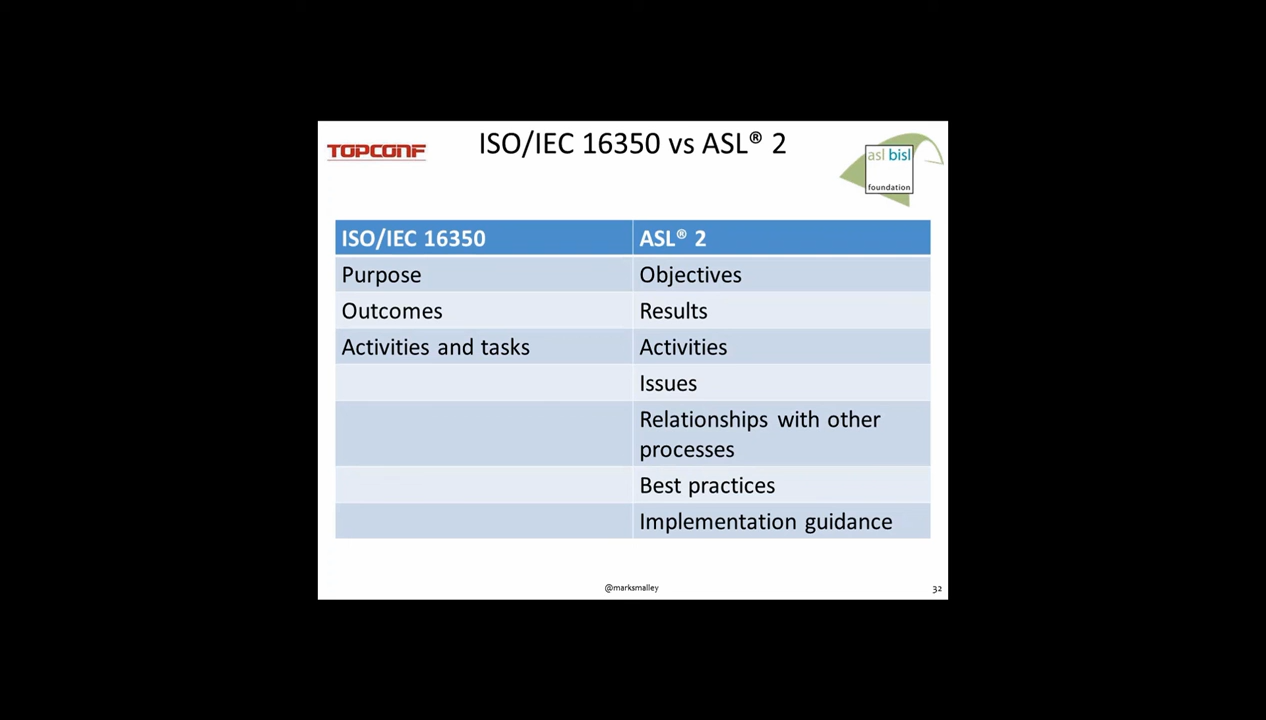 TOPCONF
ISO/IEC 16350 vs ASL® 2
asl bisl
foundation
ISO/IEC 16350
ASL® 2
Purpose
Objectives
Outcomes
Results
Activities and tasks
Activities
Issues
Relationships with other
processes
Best practices
Implementation guidance
@marksmalley
32